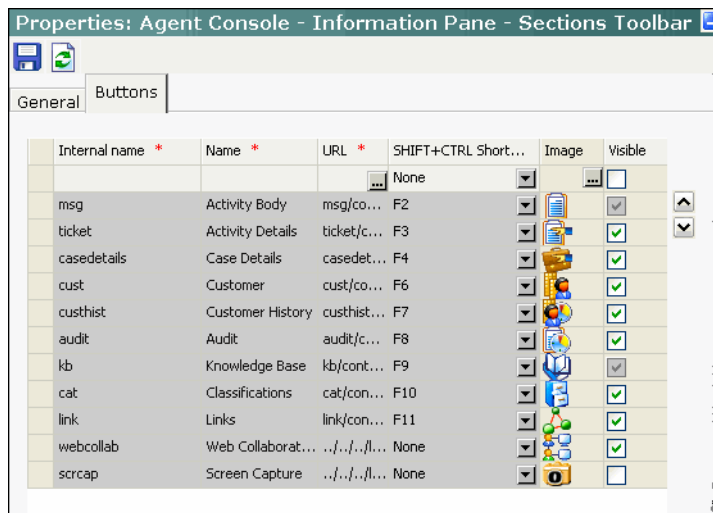 Properties: Agent Console - Information Pane - Sections Toolbar
General Buttons
Internal name * Name * URL * SHIFT+CTRL Short... Image Visible
... None ...
msg Activity Body msg/co... F2
ticket Activity Details ticket/c... F3
casedetails Case Details casedet... F4
cust Customer cust/co... F6
custhist Customer History custhist... F7
audit Audit audit/c... F8
kb Knowledge Base kb/cont... F9
cat Classifications cat/con... F10
link Links link/con... F11
webcollab Web Collaborat... ../../../l... None
scrcap Screen Capture ../../../l... None